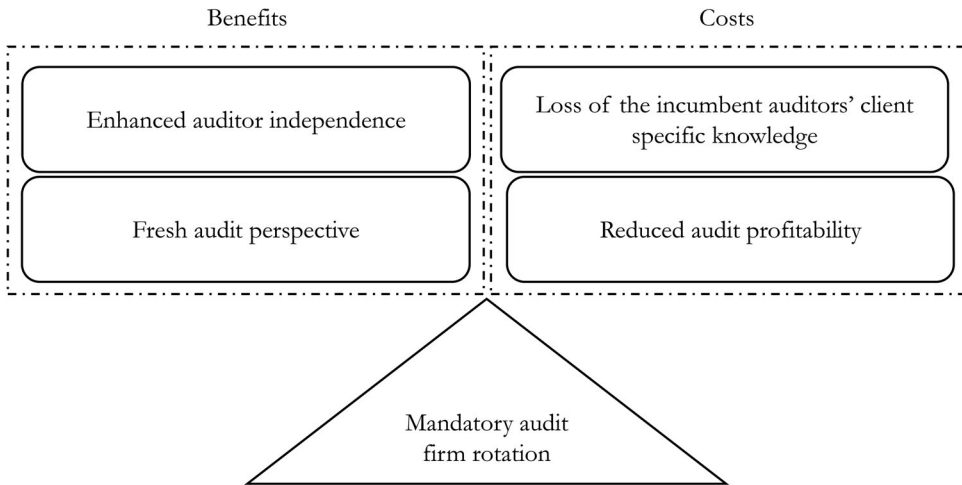 Benefits
Costs
Enhanced auditor independence
Loss of the incumbent auditors’ client
specific knowledge
Fresh audit perspective
Reduced audit profitability
Mandatory audit
firm rotation